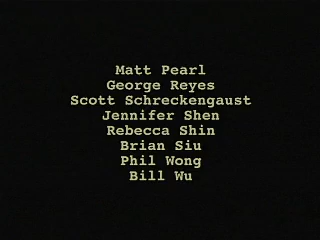 Matt Pearl
George Reyes
Scott Schreckengaust
Jennifer Shen
Rebecca Shin
Brian Siu
Phil Wong
Bill Wu